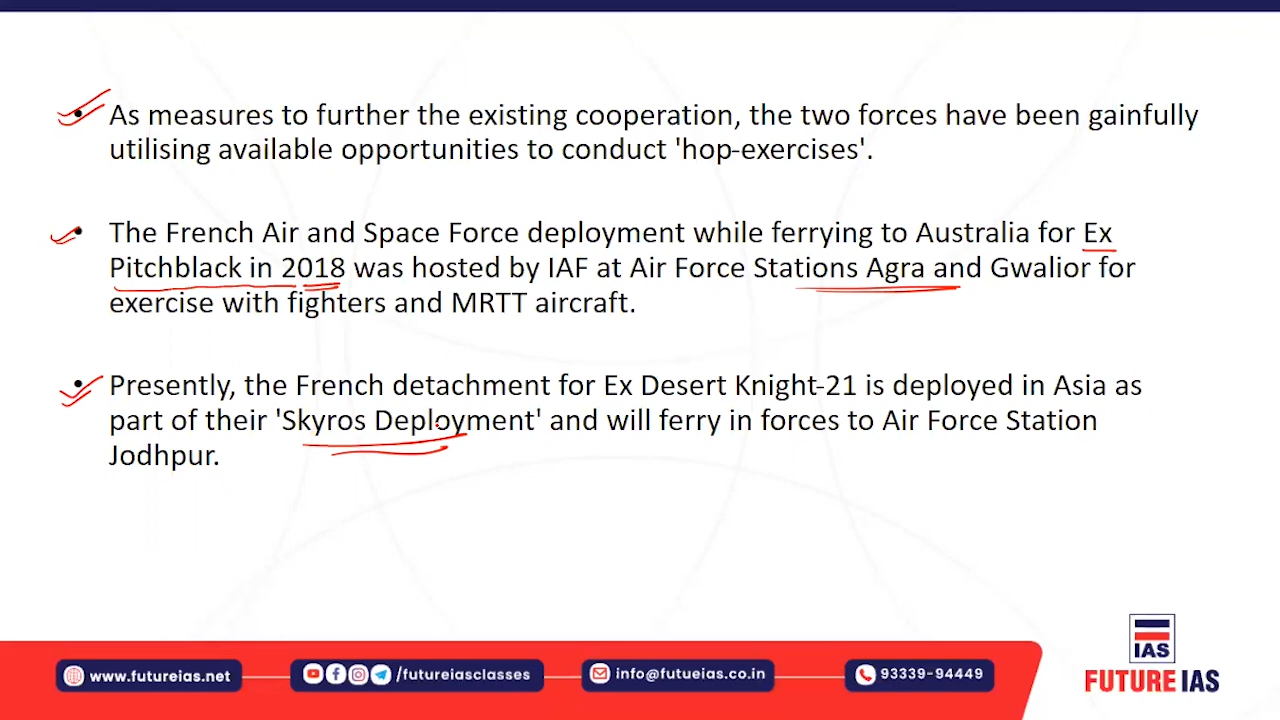 • As measures to further the existing cooperation, the two forces have been gainfully
utilising available opportunities to conduct 'hop-exercises'.
• The French Air and Space Force deployment while ferrying to Australia for Ex
Pitchblack in 2018 was hosted by IAF at Air Force Stations Agra and Gwalior for
exercise with fighters and MRTT aircraft.
• Presently, the French detachment for Ex Desert Knight-21 is deployed in Asia as
part of their 'Skyros Deployment' and will ferry in forces to Air Force Station
Jodhpur.
www.futureias.net
/futureiasclasses
info@futueias.co.in
93339-94449
IAS
FUTURE IAS